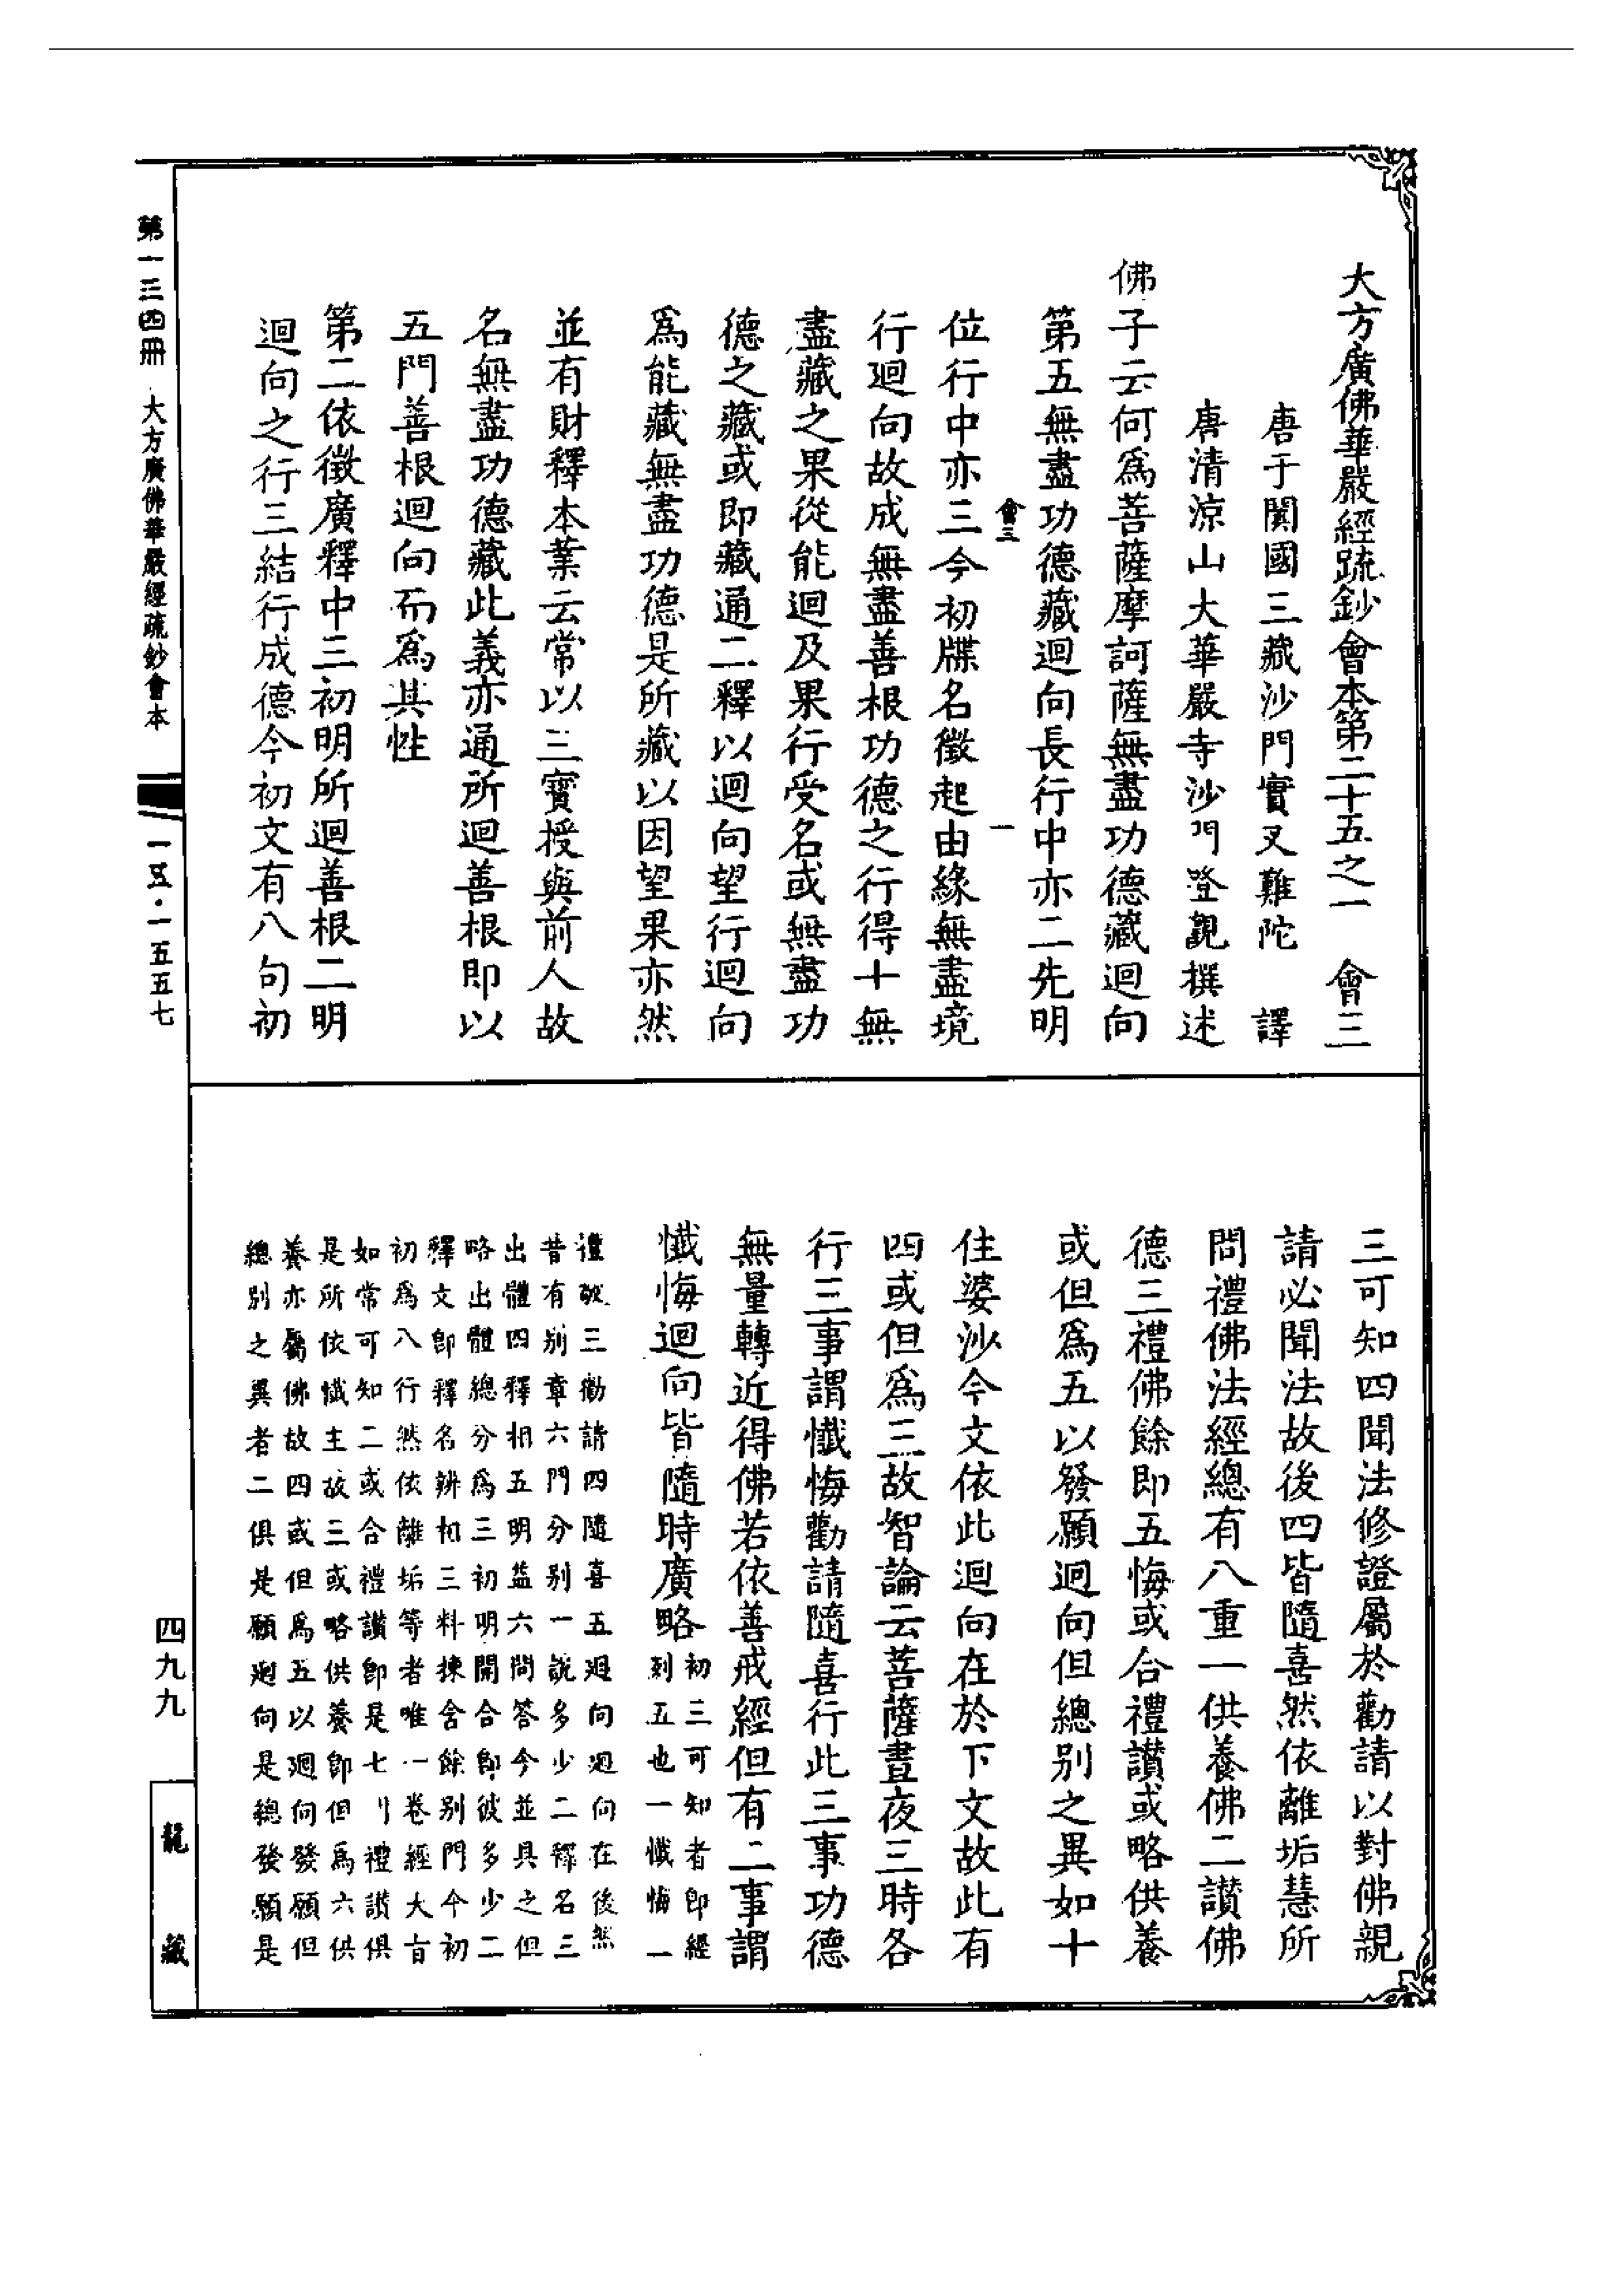 大方廣佛華嚴經疏鈔會本第二十五之一　會三
唐于闐國三藏沙門實叉難陀　譯
唐清涼山大華嚴寺沙門澄觀撰述
佛子云何爲菩薩摩訶薩無盡功德藏迴向
第五無盡功德藏迴向長行中亦二先明
會三　一
位行中亦三今初牒名徵起由緣無盡境
行迴向故成無盡善根功德之行得十無
盡藏之果從能迴及果行受名或無盡功
德之藏或即藏通二釋以迴向望行迴向
爲能藏無盡功德是所藏以因望果亦然
並有財釋本業云常以三寶授與前人故
名無盡功德藏此義亦通所迴善根即以
五門善根迴向而爲其性
第二依徵廣釋中三初明所迴善根二明
迴向之行三結行成德今初文有八句初
三可知四聞法修證屬於勸請以對佛親
請必聞法故後四皆隨喜然依離垢慧所
問禮佛法經總有八重一供養佛二讃佛
德三禮佛餘即五悔或合禮讃或略供養
或但爲五以發願迴向但總別之異如十
住婆沙今文依此迴向在於下文故此有
四或但爲三故智論云菩薩晝夜三時各
行三事謂懺悔勸請隨喜行此三事功德
無量轉近得佛若依善戒經但有二事謂
懺悔迴向皆隨時廣略
初三可知者即經
列五也一懺悔一
禮敬三勸請四隨喜五迴向迴向在後然
昔有別章六門分別一說多少二釋名三
出體四釋相五明益六問答今並具之但
略出體總分爲三初明開合即彼多少二
釋文即釋名辨相三料揀含餘別門今初
初爲八行然依離垢等者唯一卷經大旨
如常可知二或合禮讃即是七刂禮讃俱
是所依懺主故三或略供養即但爲六供
養亦屬佛故四或但爲五以迴向發願但
總別之異者二俱是願迴向是總發願是
第一三四冊　大方廣佛華嚴經疏鈔會本
一五·一五五七
四九九
龍藏